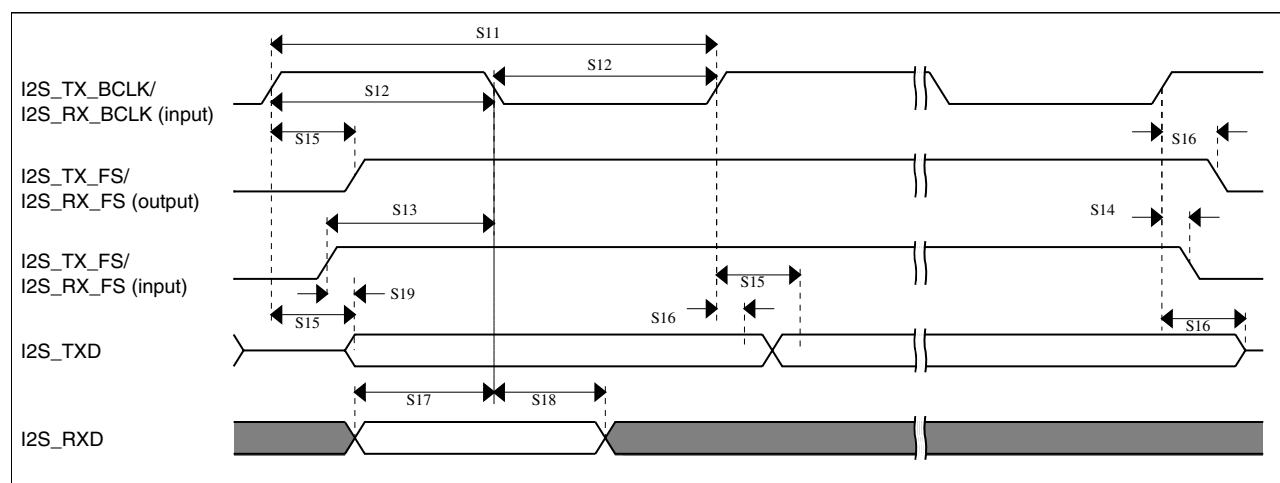 S11
I2S_TX_BCLK/
I2S_RX_BCLK (input)
S12
S12
S15
S16
I2S_TX_FS/
I2S_RX_FS (output)
S13
S14
I2S_TX_FS/
I2S_RX_FS (input)
S15
S19
S15
S16
S16
I2S_TXD
S17
S18
I2S_RXD